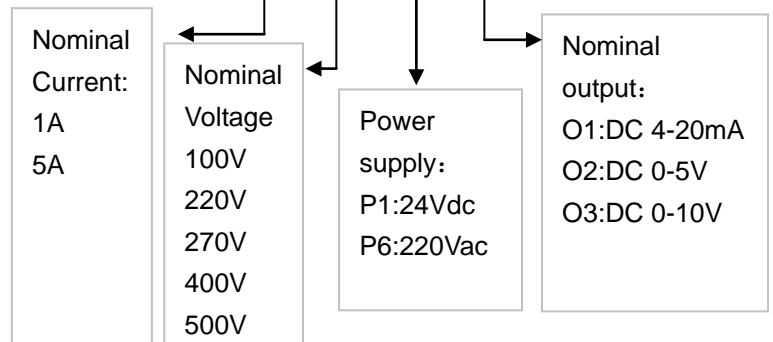 Nominal
Current:
1A
5A
Nominal
Voltage
100V
220V
270V
400V
500V
Power
supply：
P1:24Vdc
P6:220Vac
Nominal
output：
O1:DC 4-20mA
O2:DC 0-5V
O3:DC 0-10V